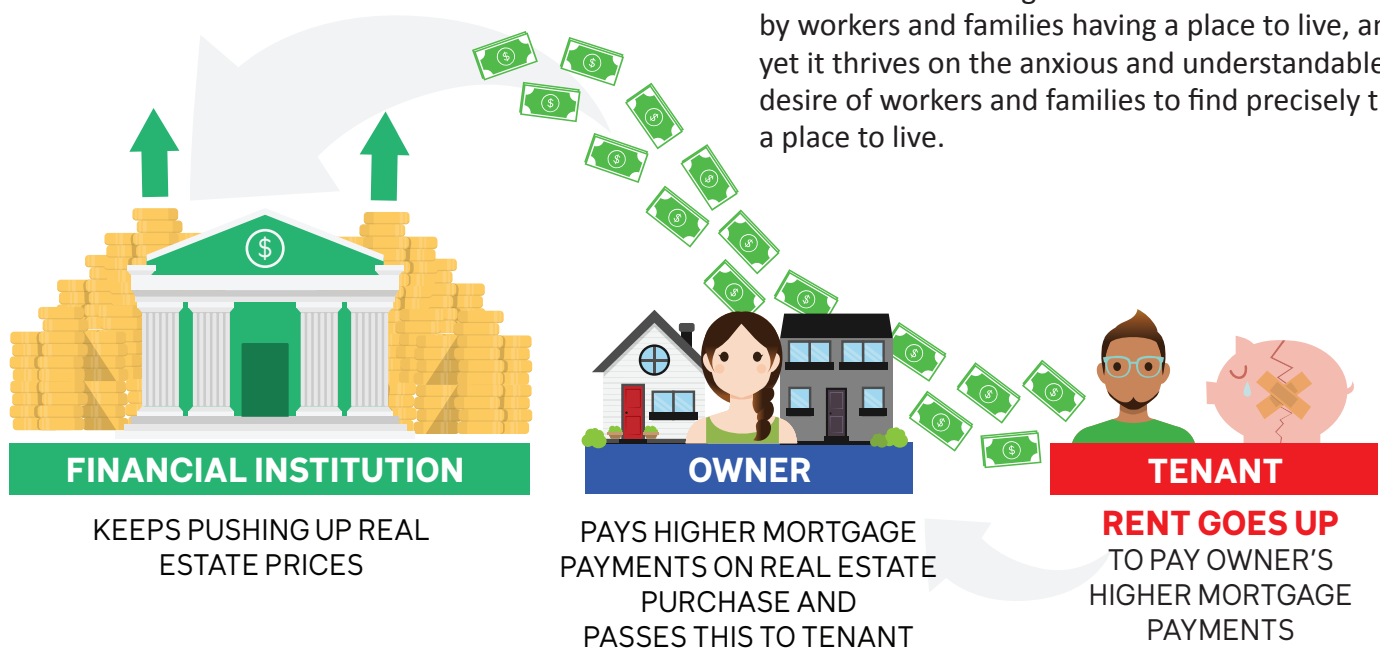 by workers and families having a place to live, an
yet it thrives on the anxious and understandable
desire of workers and families to find precisely t
a place to live.
$
FINANCIAL INSTITUTION
KEEPS PUSHING UP REAL
ESTATE PRICES
OWNER
PAYS HIGHER MORTGAGE
PAYMENTS ON REAL ESTATE
PURCHASE AND
PASSES THIS TO TENANT
TENANT
RENT GOES UP
TO PAY OWNER'S
HIGHER MORTGAGE
PAYMENTS